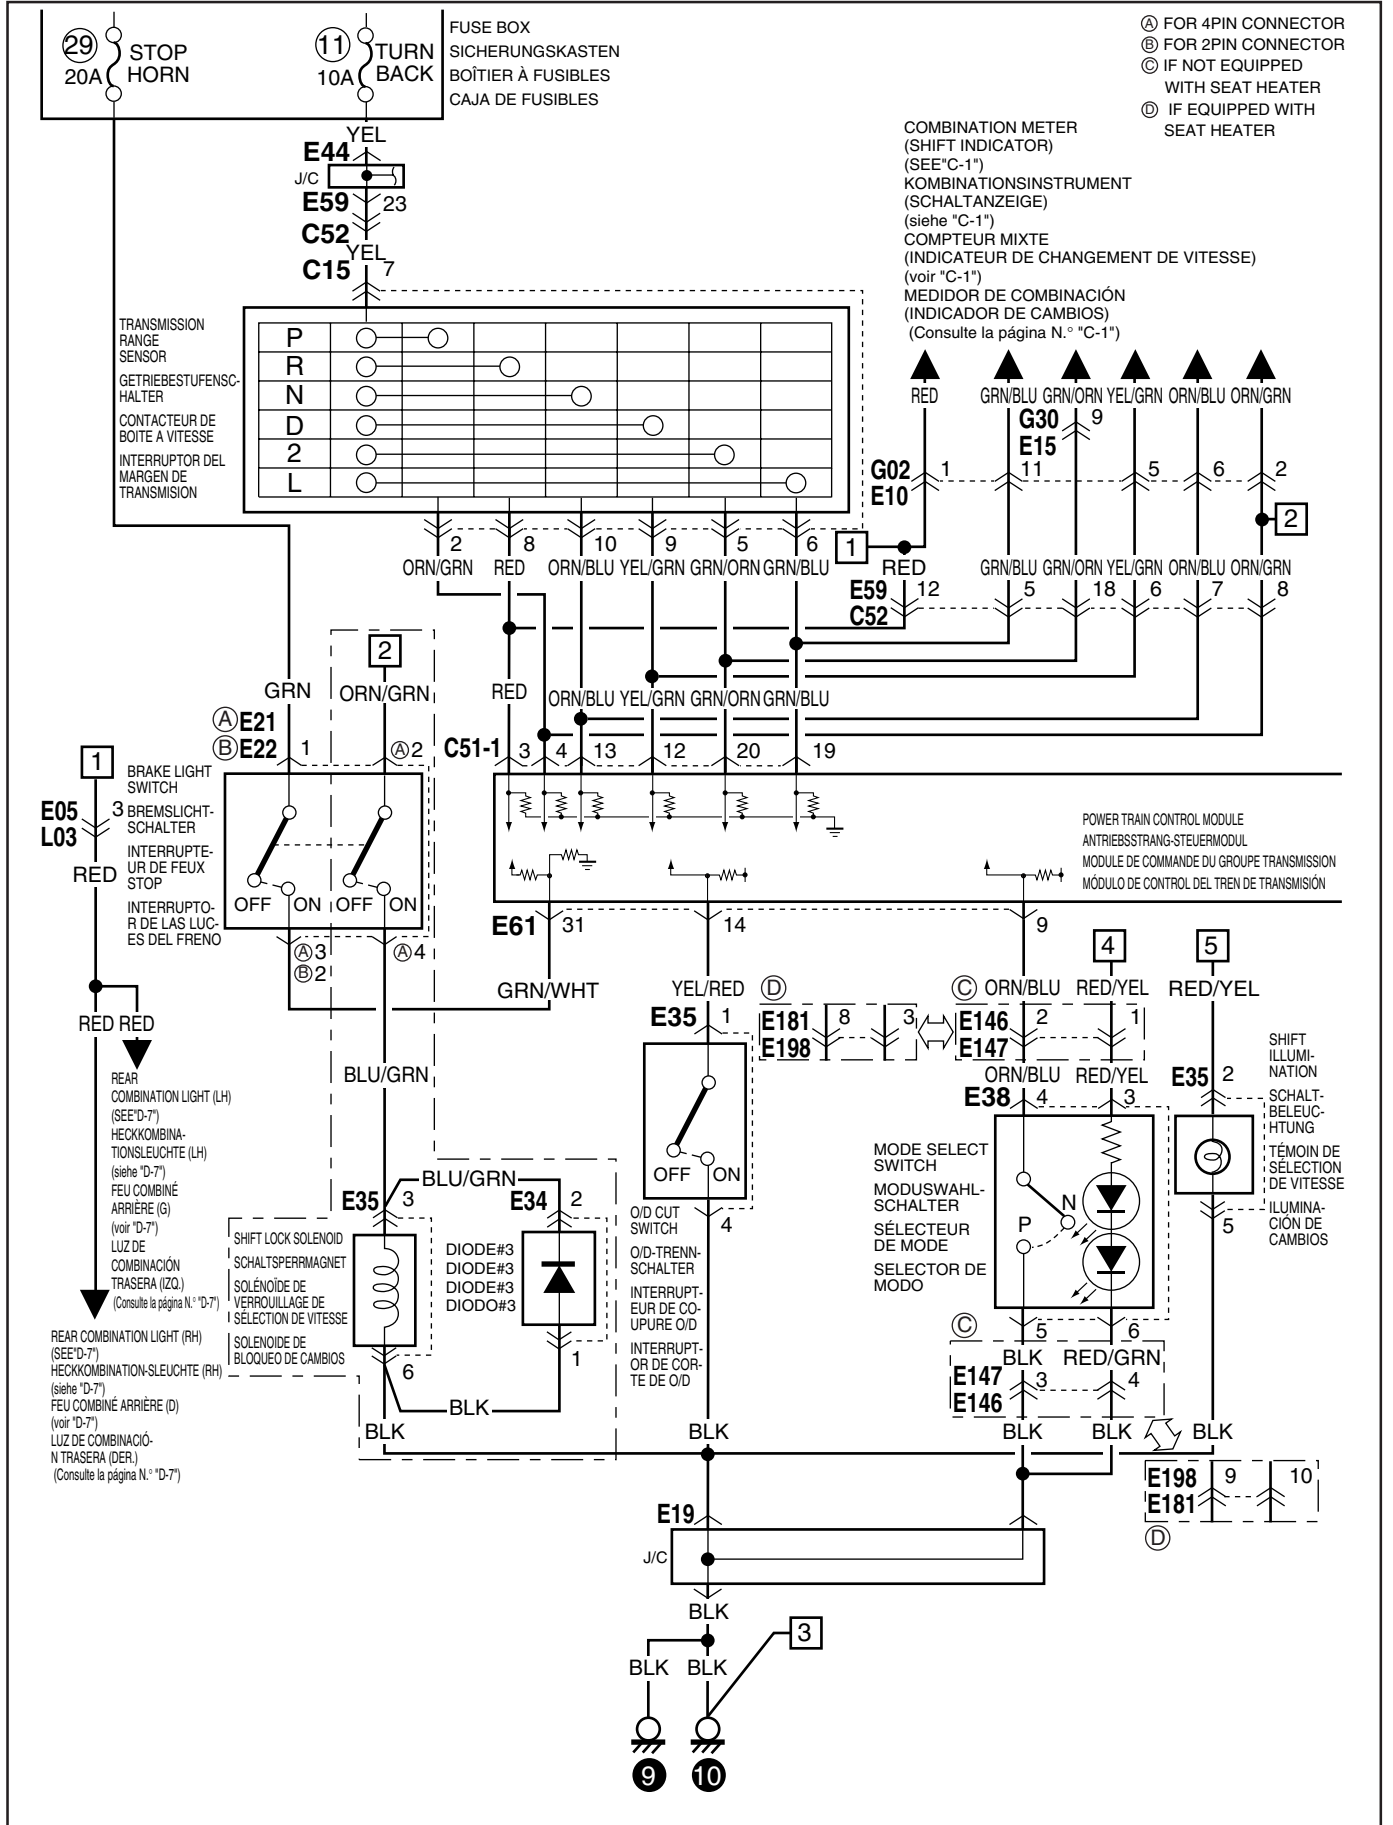 29
STOP
HORN
20A
11
TURN
BACK
10A
FUSE BOX
SICHERUNGSKASTEN
BOÎTIER À FUSIBLES
CAJA DE FUSIBLES
Ⓐ FOR 4PIN CONNECTOR
Ⓑ FOR 2PIN CONNECTOR
Ⓒ IF NOT EQUIPPED
WITH SEAT HEATER
Ⓓ IF EQUIPPED WITH
SEAT HEATER
YEL
E44
J/C
E59 23
C52
YEL
C15 7
COMBINATION METER
(SHIFT INDICATOR)
(SEE"C-1")
KOMBINATIONSINSTRUMENT
(SCHALTANZEIGE)
(siehe "C-1")
COMPTEUR MIXTE
(INDICATEUR DE CHANGEMENT DE VITESSE)
(voir "C-1")
MEDIDOR DE COMBINACIÓN
(INDICADOR DE CAMBIOS)
(Consulte la página N.° "C-1")
TRANSMISSION
RANGE
SENSOR
GETRIEBESTUFENSC-
HALTER
CONTACTEUR DE
BOITE A VITESSE
INTERRUPTOR DEL
MARGEN DE
TRANSMISION
P
R
N
D
2
L
RED GRN/BLU GRN/ORN YEL/GRN ORN/BLU ORN/GRN
G30 9
E15
G02 1 11 5 6 2
E10
2
2 8 10 9 5 6
1
ORN/GRN RED ORN/BLU YEL/GRN GRN/ORN GRN/BLU
RED GRN/BLU GRN/ORN YEL/GRN ORN/BLU ORN/GRN
E59 12 5 18 6 7 8
C52
2
GRN ORN/GRN RED ORN/BLU YEL/GRN GRN/ORN GRN/BLU
Ⓐ E21
Ⓑ E22 1 Ⓐ2
C51-1 3 4 13 12 20 19
1
E05 3
L03
RED
BRAKE LIGHT
SWITCH
BREMSLICHT-
SCHALTER
INTERRUPTE-
UR DE FEUX
STOP
INTERRUPTO-
R DE LAS LUC-
ES DEL FRENO
OFF ON OFF ON
POWER TRAIN CONTROL MODULE
ANTRIEBSSTRANG-STEUERMODUL
MODULE DE COMMANDE DU GROUPE TRANSMISSION
MÓDULO DE CONTROL DEL TREN DE TRANSMISIÓN
E61 31 14 9
Ⓐ3 Ⓐ4
Ⓑ2
4 5
GRN/WHT YEL/RED Ⓓ Ⓒ ORN/BLU RED/YEL RED/YEL
RED RED
E35 1
E181 8 3
E198
E146 2 1
E147
ORN/BLU RED/YEL
E38 4 3
E35 2
SHIFT
ILLUMI-
NATION
SCHALT-
BELEUC-
HTUNG
TÉMOIN DE
SÉLECTION
DE VITESSE
ILUMINA-
CIÓN DE
CAMBIOS
5
BLU/GRN
REAR
COMBINATION LIGHT (LH)
(SEE"D-7")
HECKKOMBINA-
TIONSLEUCHTE (LH)
(siehe "D-7")
FEU COMBINÉ
ARRIÈRE (G)
(voir "D-7")
LUZ DE
COMBINACIÓN
TRASERA (IZQ.)
(Consulte la página N.° "D-7")
OFF ON
MODE SELECT
SWITCH
MODUSWAHL-
SCHALTER
SÉLECTEUR
DE MODE
SELECTOR DE
MODO
P N
BLU/GRN
E35 3 E34 2
SHIFT LOCK SOLENOID
SCHALTSPERRMAGNET
SOLÉNOÏDE DE
VERROUILLAGE DE
SÉLECTION DE VITESSE
SOLENOIDE DE
BLOQUEO DE CAMBIOS
DIODE#3
DIODE#3
DIODE#3
DIODO#3
4
O/D CUT
SWITCH
O/D-TRENN-
SCHALTER
INTERRUPT-
EUR DE CO-
UPURE O/D
INTERRUPT-
OR DE COR-
TE DE O/D
REAR COMBINATION LIGHT (RH)
(SEE"D-7")
HECKKOMBINATION-SLEUCHTE (RH)
(siehe "D-7")
FEU COMBINÉ ARRIÈRE (D)
(voir "D-7")
LUZ DE COMBINACIÓ-
N TRASERA (DER.)
(Consulte la página N.° "D-7")
6 1
BLK
Ⓒ 5 6
BLK RED/GRN
E147 3 4
E146
BLK BLK BLK BLK BLK
E198 9 10
E181
Ⓓ
E19
J/C
BLK
3
BLK BLK
9 10